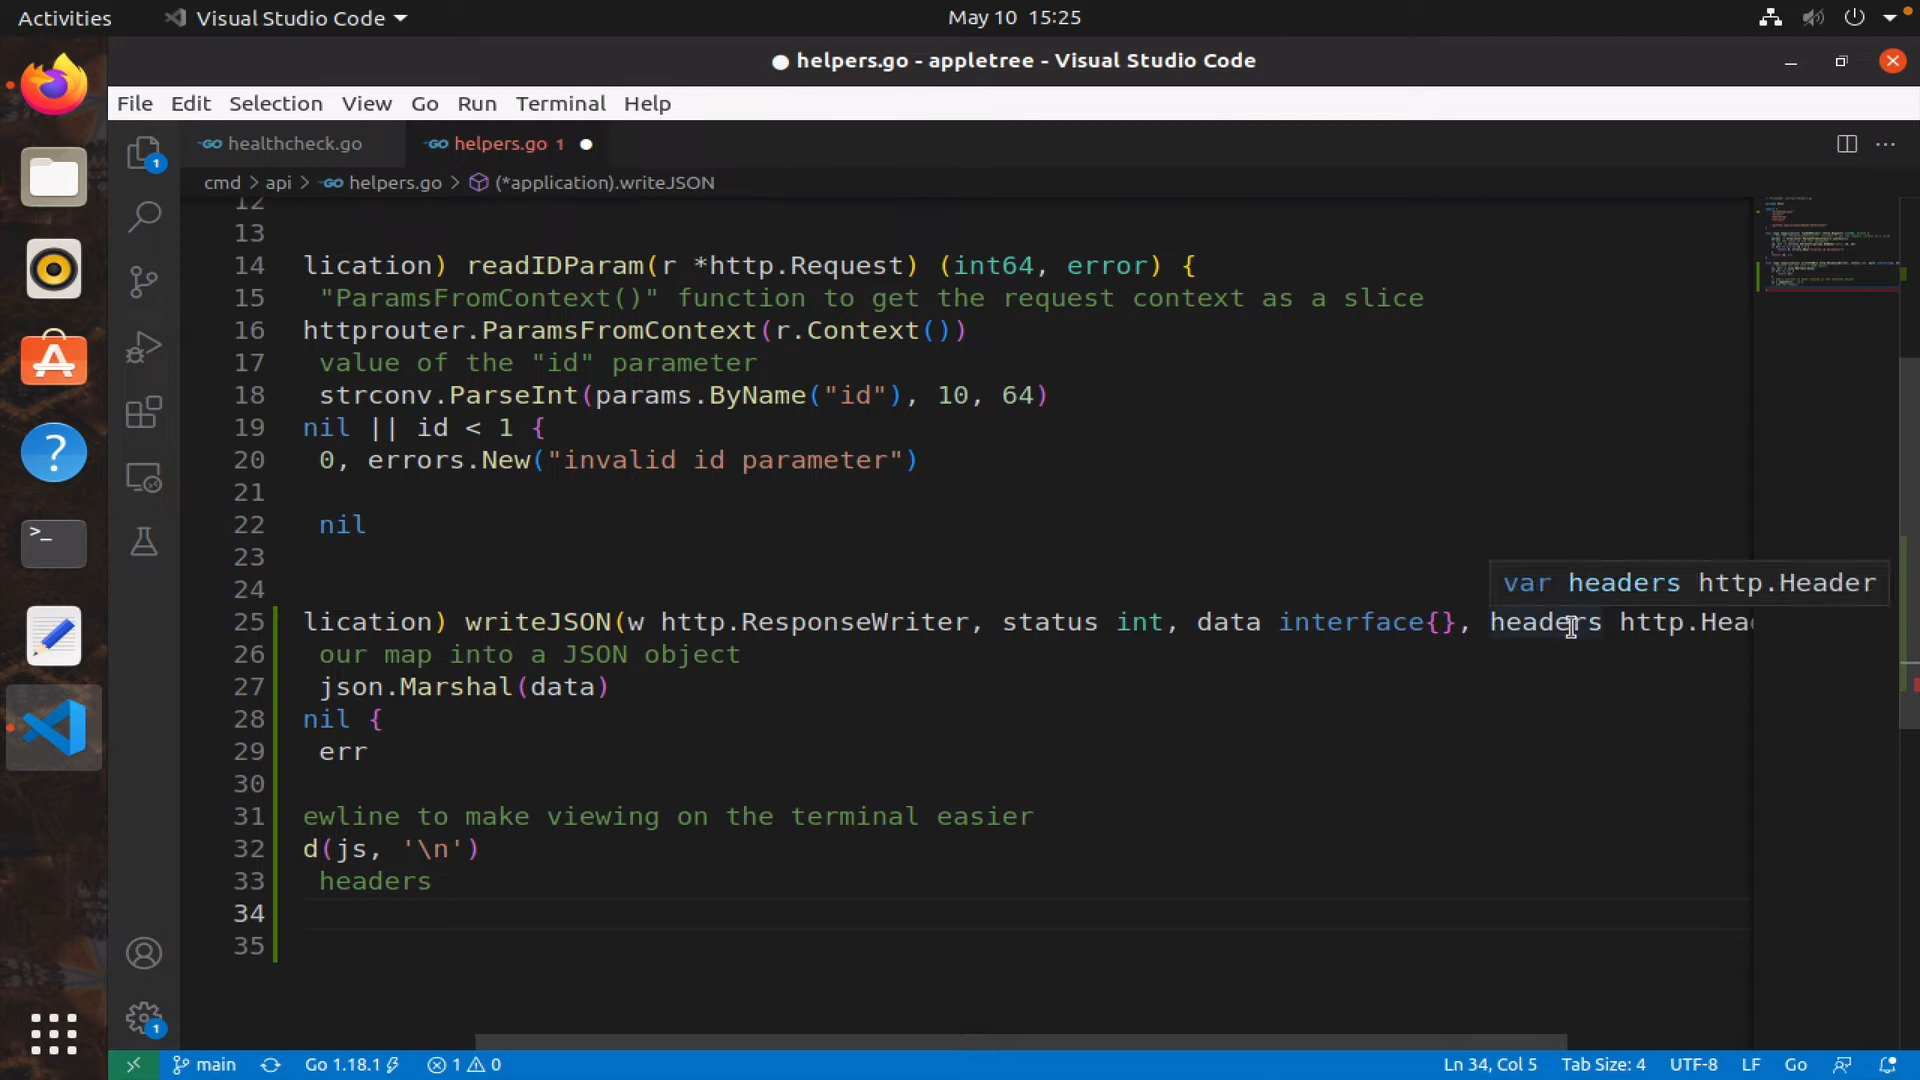 Activities
Visual Studio Code
May 10 15:25
● helpers.go - appletree - Visual Studio Code
File Edit Selection View Go Run Terminal Help
healthcheck.go
helpers.go 1
cmd > api > helpers.go > (*application).writeJSON
12
13
14 lication) readIDParam(r *http.Request) (int64, error) {
15 "ParamsFromContext()" function to get the request context as a slice
16 httprouter.ParamsFromContext(r.Context())
17 value of the "id" parameter
18 strconv.ParseInt(params.ByName("id"), 10, 64)
19 nil || id < 1 {
20 0, errors.New("invalid id parameter")
21
22 nil
23
24
var headers http.Header
25 lication) writeJSON(w http.ResponseWriter, status int, data interface{}, headers http.Head
26 our map into a JSON object
27 json.Marshal(data)
28 nil {
29 err
30
31 ewline to make viewing on the terminal easier
32 d(js, '\n')
33 headers
34
35
1
1
main
Go 1.18.1
1 0
Ln 34, Col 5
Tab Size: 4
UTF-8
LF
Go